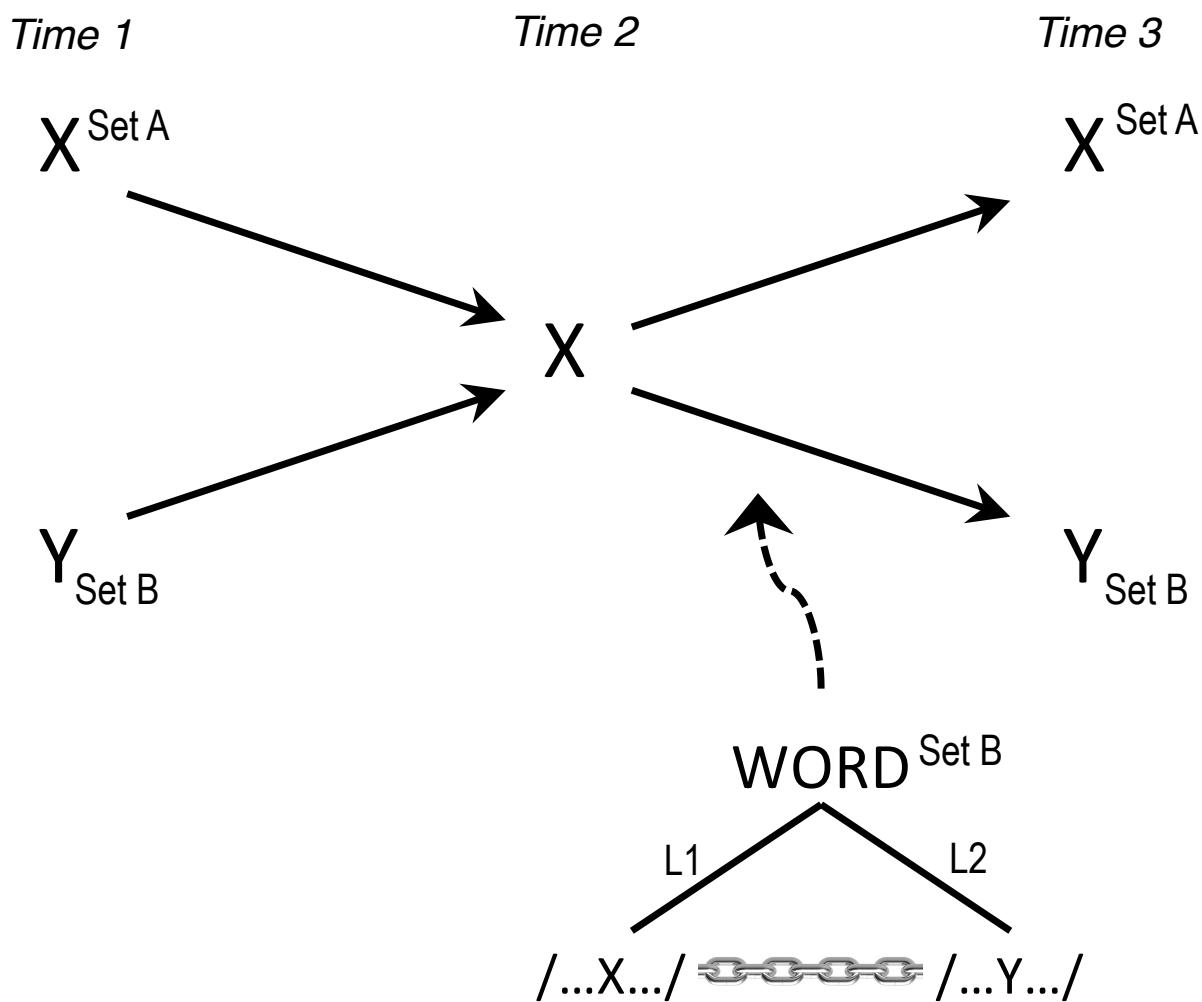 Time 1 Time 2 Time 3
X Set A X Set A
X
Y Set B Y Set B
WORD Set B
L1 L2
/...X.../ /...Y.../